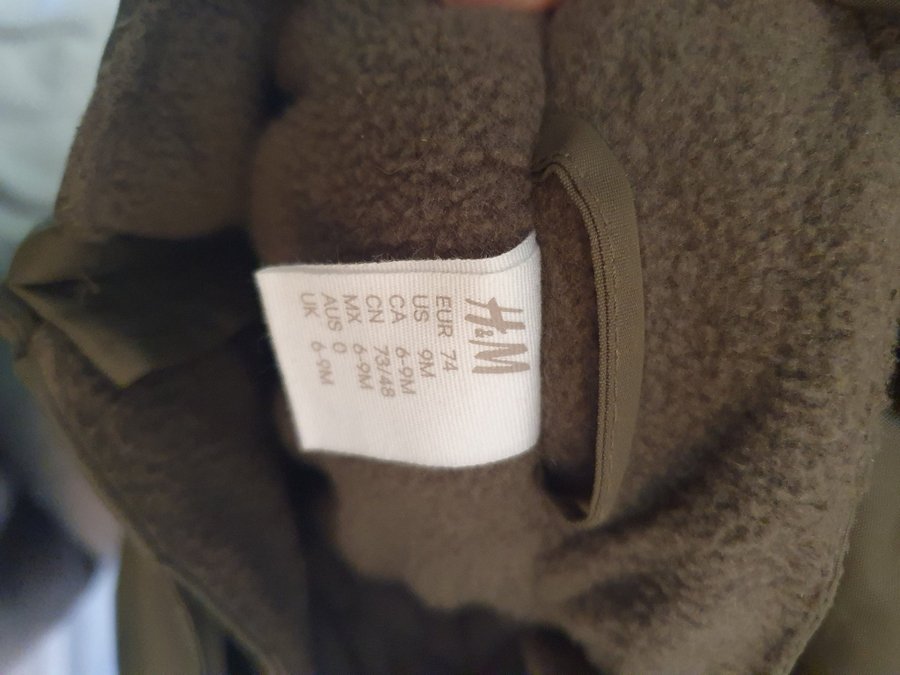 H&M
EUR 74
US 9M
CA 6-9M
CN 73/48
MX 6-9M
AUS 0
UK 6-9M